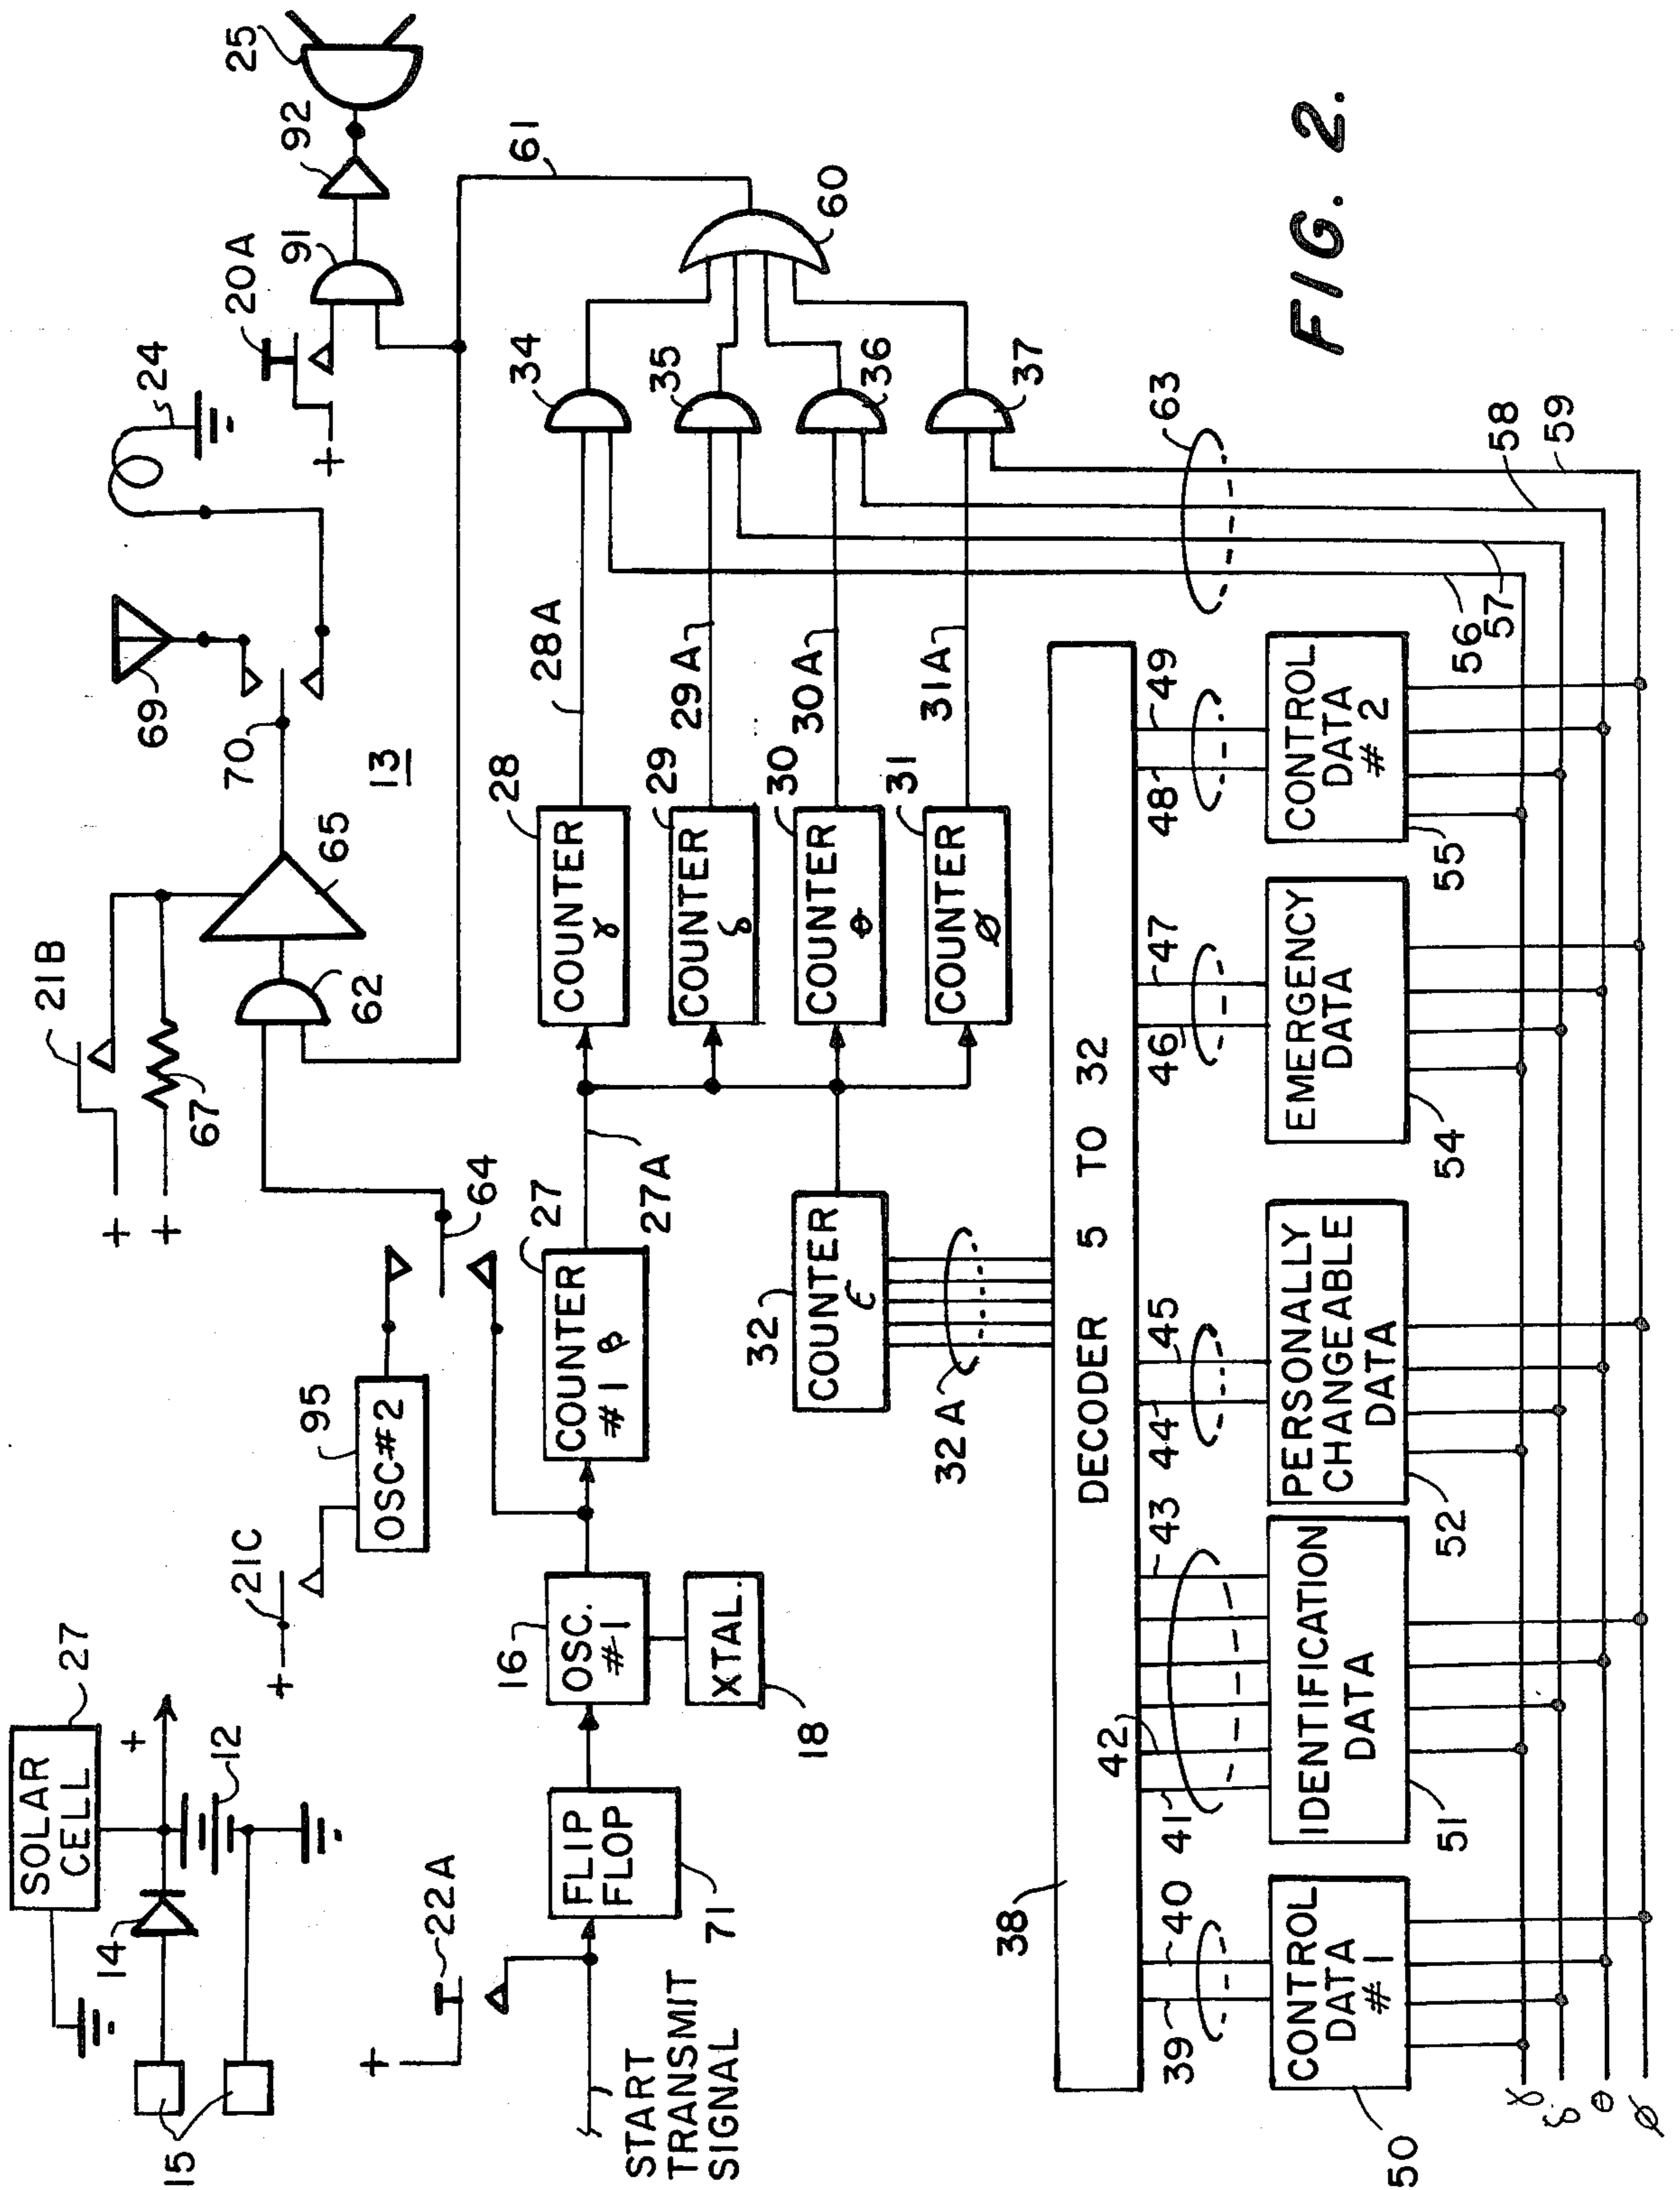 SOLAR
CELL
27
+
14
12
15
22A
+
START
TRANSMIT
SIGNAL
FLIP
FLOP
71
OSC.
#1
16
XTAL.
18
21C
+
OSC#2
95
64
COUNTER
#1 β
27
27A
21B
+
+
67
62
65
13
70
69
24
20A
+
91
92
25
61
60
COUNTER
γ
28
28A
COUNTER
δ
29
29A
COUNTER
θ
30
30A
COUNTER
Ø
31
31A
34
35
36
37
COUNTER
ε
32
32A
DECODER 5 TO 32
38
39
40
41
42
43
44
45
46
47
48
49
CONTROL
DATA
#1
50
IDENTIFICATION
DATA
51
PERSONALLY
CHANGEABLE
DATA
52
EMERGENCY
DATA
54
CONTROL
DATA
#2
55
56
57
58
59
63
γ
δ
θ
φ
FIG. 2.